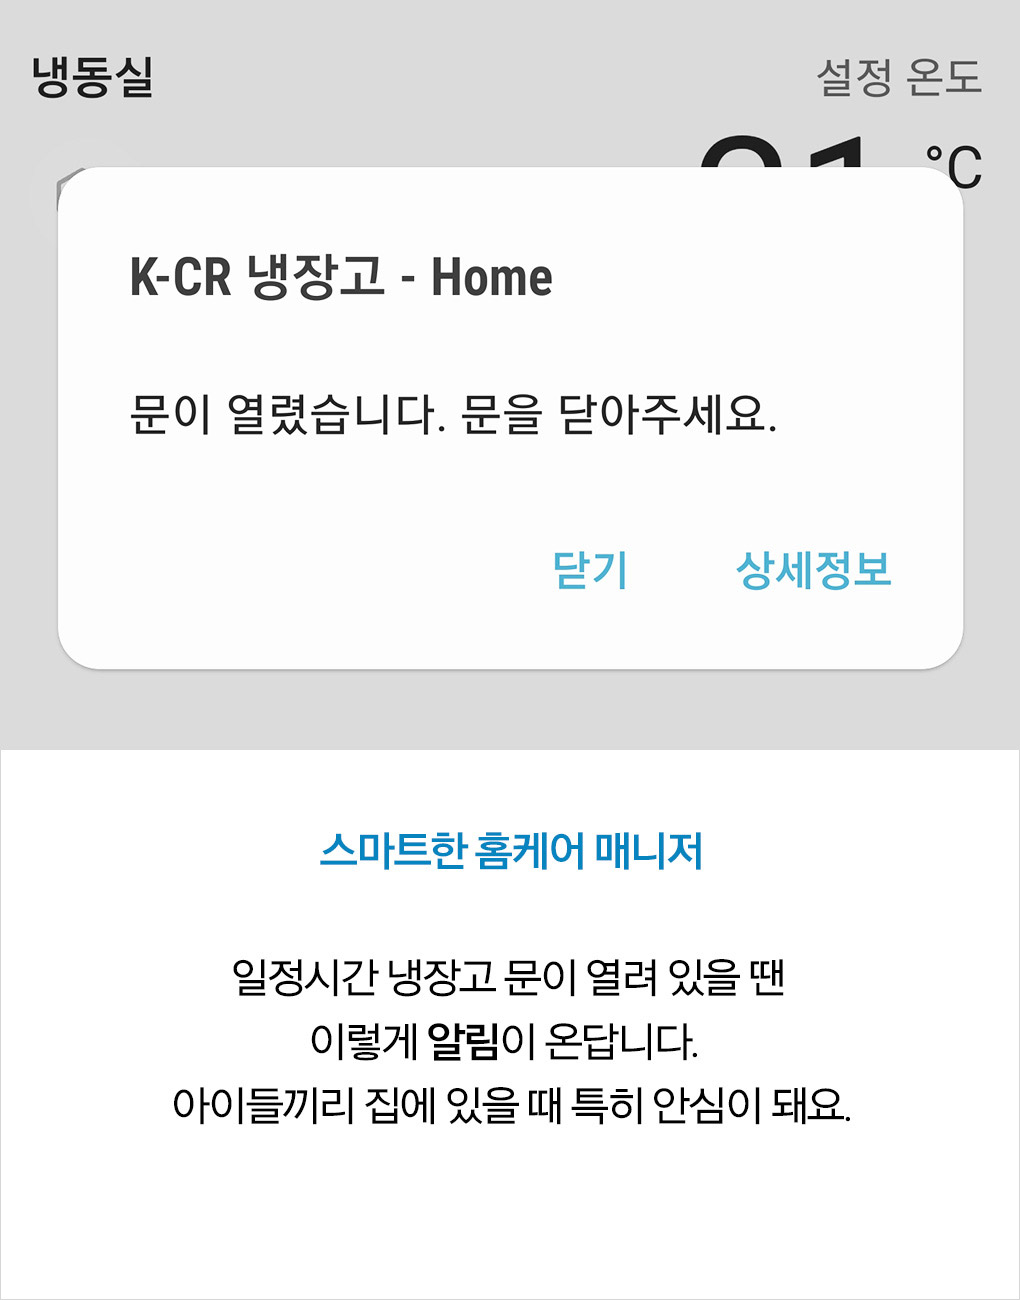 냉동실
설정 온도
°C
K-CR 냉장고 - Home
문이 열렸습니다. 문을 닫아주세요.
닫기
상세정보
스마트한 홈케어 매니저
일정시간 냉장고 문이 열려 있을 땐
이렇게 알림이 온답니다.
아이들끼리 집에 있을 때 특히 안심이 돼요.